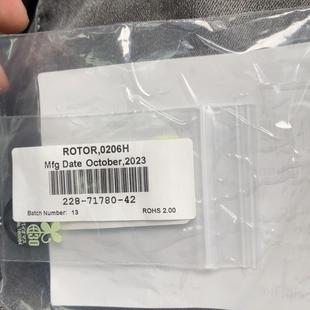 ROTOR,0206H
Mfg Date October,2023
228-71780-42
Batch Number: 13 ROHS 2.00